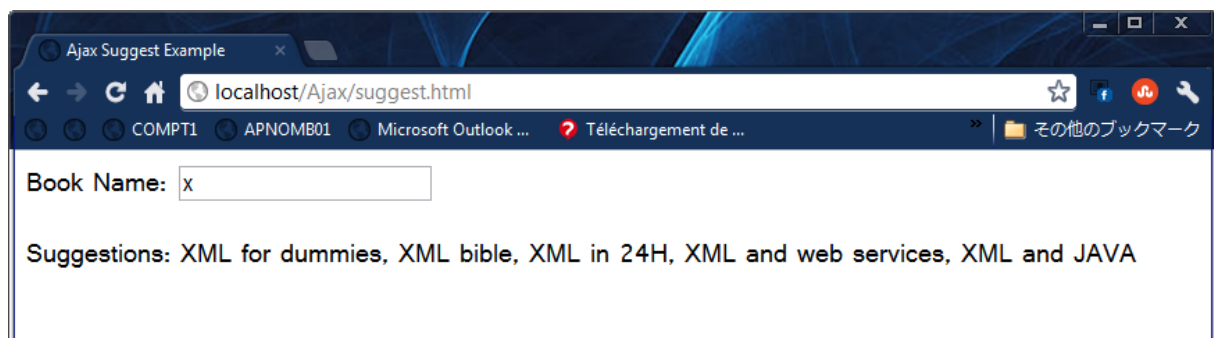 Ajax Suggest Example
localhost/Ajax/suggest.html
COMPT1 APNOMB01 Microsoft Outlook ... Téléchargement de ... » その他のブックマーク
Book Name: x
Suggestions: XML for dummies, XML bible, XML in 24H, XML and web services, XML and JAVA